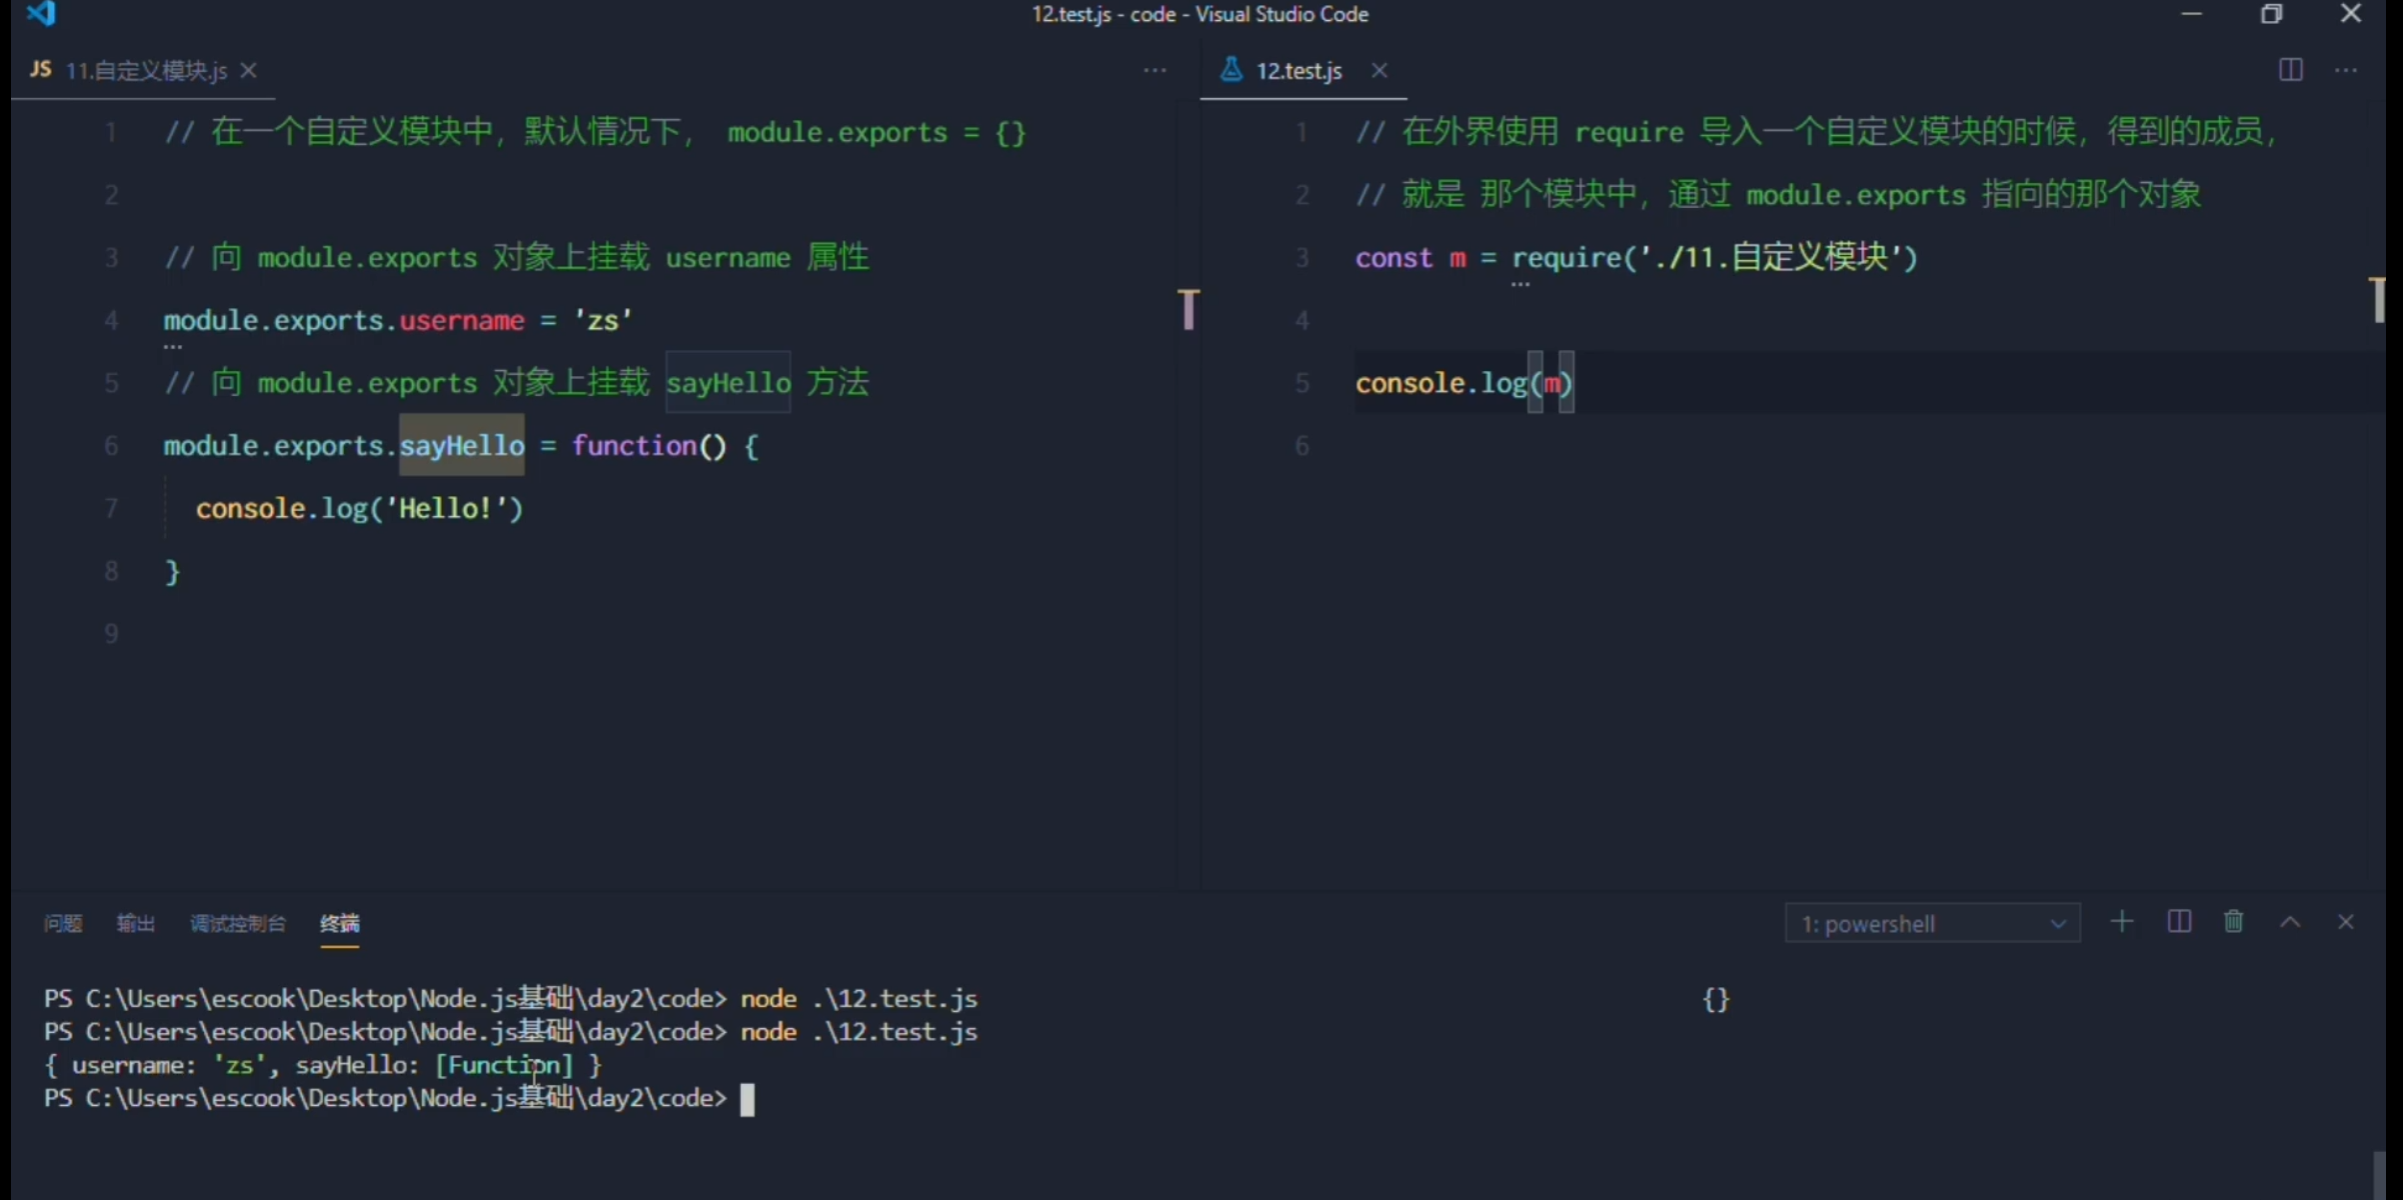 12.test.js - code - Visual Studio Code
JS 11.自定义模块.js
1 // 在一个自定义模块中，默认情况下， module.exports = {}
2
3 // 向 module.exports 对象上挂载 username 属性
4 module.exports.username = 'zs'
5 // 向 module.exports 对象上挂载 sayHello 方法
6 module.exports.sayHello = function() {
7 console.log('Hello!')
8 }
9
12.test.js
1 // 在外界使用 require 导入一个自定义模块的时候，得到的成员，
2 // 就是 那个模块中，通过 module.exports 指向的那个对象
3 const m = require('./11.自定义模块')
4
5 console.log(m)
6
问题 输出 调试控制台 终端 1: powershell
PS C:\Users\escook\Desktop\Node.js基础\day2\code> node .\12.test.js {}
PS C:\Users\escook\Desktop\Node.js基础\day2\code> node .\12.test.js
{ username: 'zs', sayHello: [Function] }
PS C:\Users\escook\Desktop\Node.js基础\day2\code>